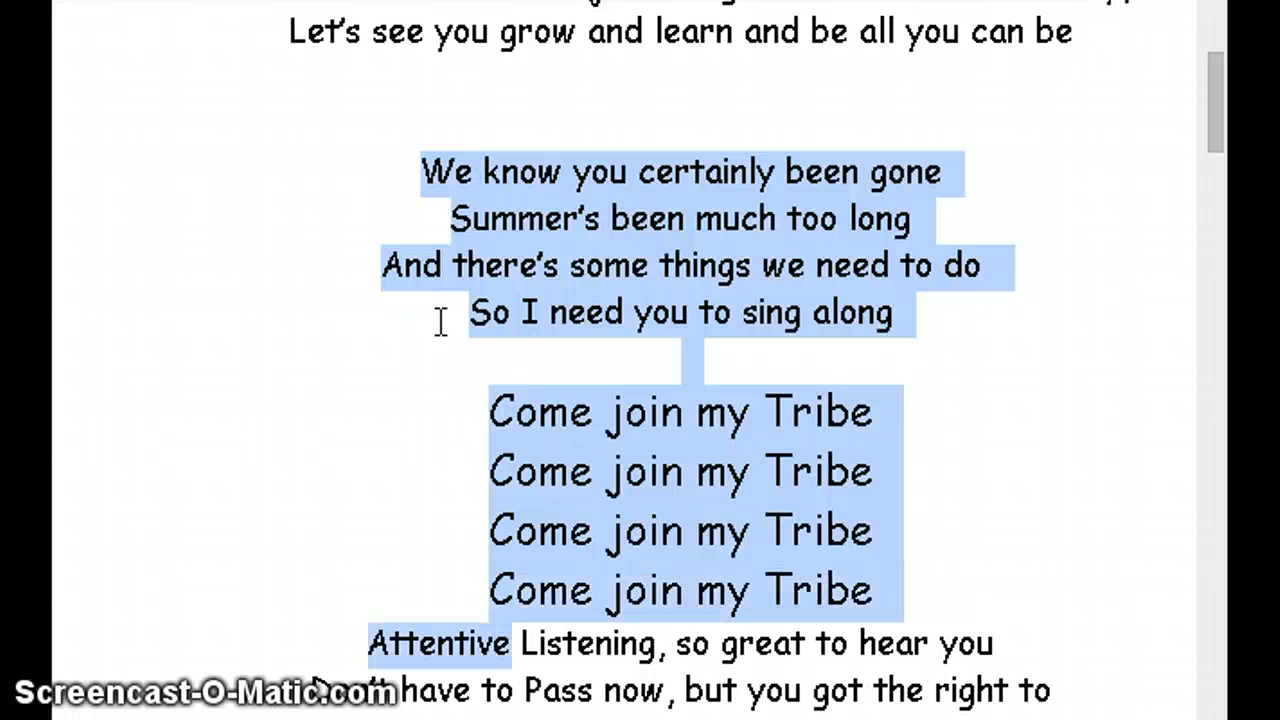 Let's see you grow and learn and be all you can be
We know you certainly been gone
Summer's been much too long
And there's some things we need to do
So I need you to sing along
Come join my Tribe
Come join my Tribe
Come join my Tribe
Come join my Tribe
Attentive Listening, so great to hear you
have to Pass now, but you got the right to
Screencast-O-Matic.com